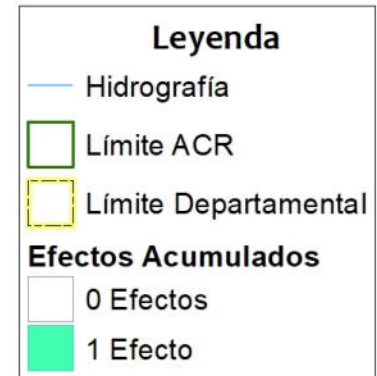 Leyenda
Hidrografía
Límite ACR
Límite Departamental
Efectos Acumulados
0 Efectos
1 Efecto